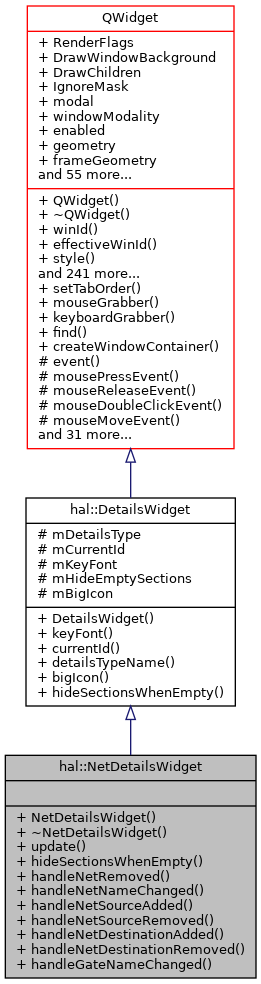 QWidget
+ RenderFlags
+ DrawWindowBackground
+ DrawChildren
+ IgnoreMask
+ modal
+ windowModality
+ enabled
+ geometry
+ frameGeometry
and 55 more...
+ QWidget()
+ ~QWidget()
+ winId()
+ effectiveWinId()
+ style()
and 241 more...
+ setTabOrder()
+ mouseGrabber()
+ keyboardGrabber()
+ find()
+ createWindowContainer()
# event()
# mousePressEvent()
# mouseReleaseEvent()
# mouseDoubleClickEvent()
# mouseMoveEvent()
and 31 more...
hal::DetailsWidget
# mDetailsType
# mCurrentId
# mKeyFont
# mHideEmptySections
# mBigIcon
+ DetailsWidget()
+ keyFont()
+ currentId()
+ detailsTypeName()
+ bigIcon()
+ hideSectionsWhenEmpty()
hal::NetDetailsWidget
+ NetDetailsWidget()
+ ~NetDetailsWidget()
+ update()
+ hideSectionsWhenEmpty()
+ handleNetRemoved()
+ handleNetNameChanged()
+ handleNetSourceAdded()
+ handleNetSourceRemoved()
+ handleNetDestinationAdded()
+ handleNetDestinationRemoved()
+ handleGateNameChanged()